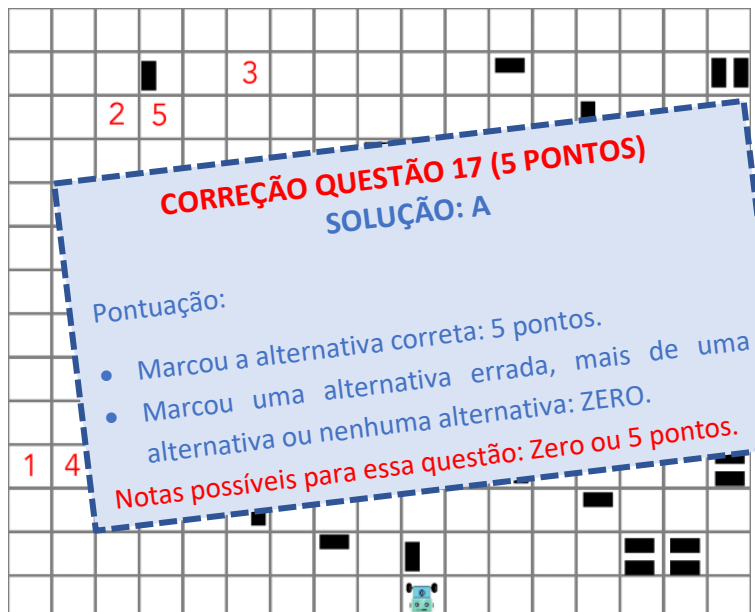 3
2 5
CORREÇÃO QUESTÃO 17 (5 PONTOS)
SOLUÇÃO: A
Pontuação:
● Marcou a alternativa correta: 5 pontos.
● Marcou uma alternativa errada, mais de uma
alternativa ou nenhuma alternativa: ZERO.
Notas possíveis para essa questão: Zero ou 5 pontos.
1 4